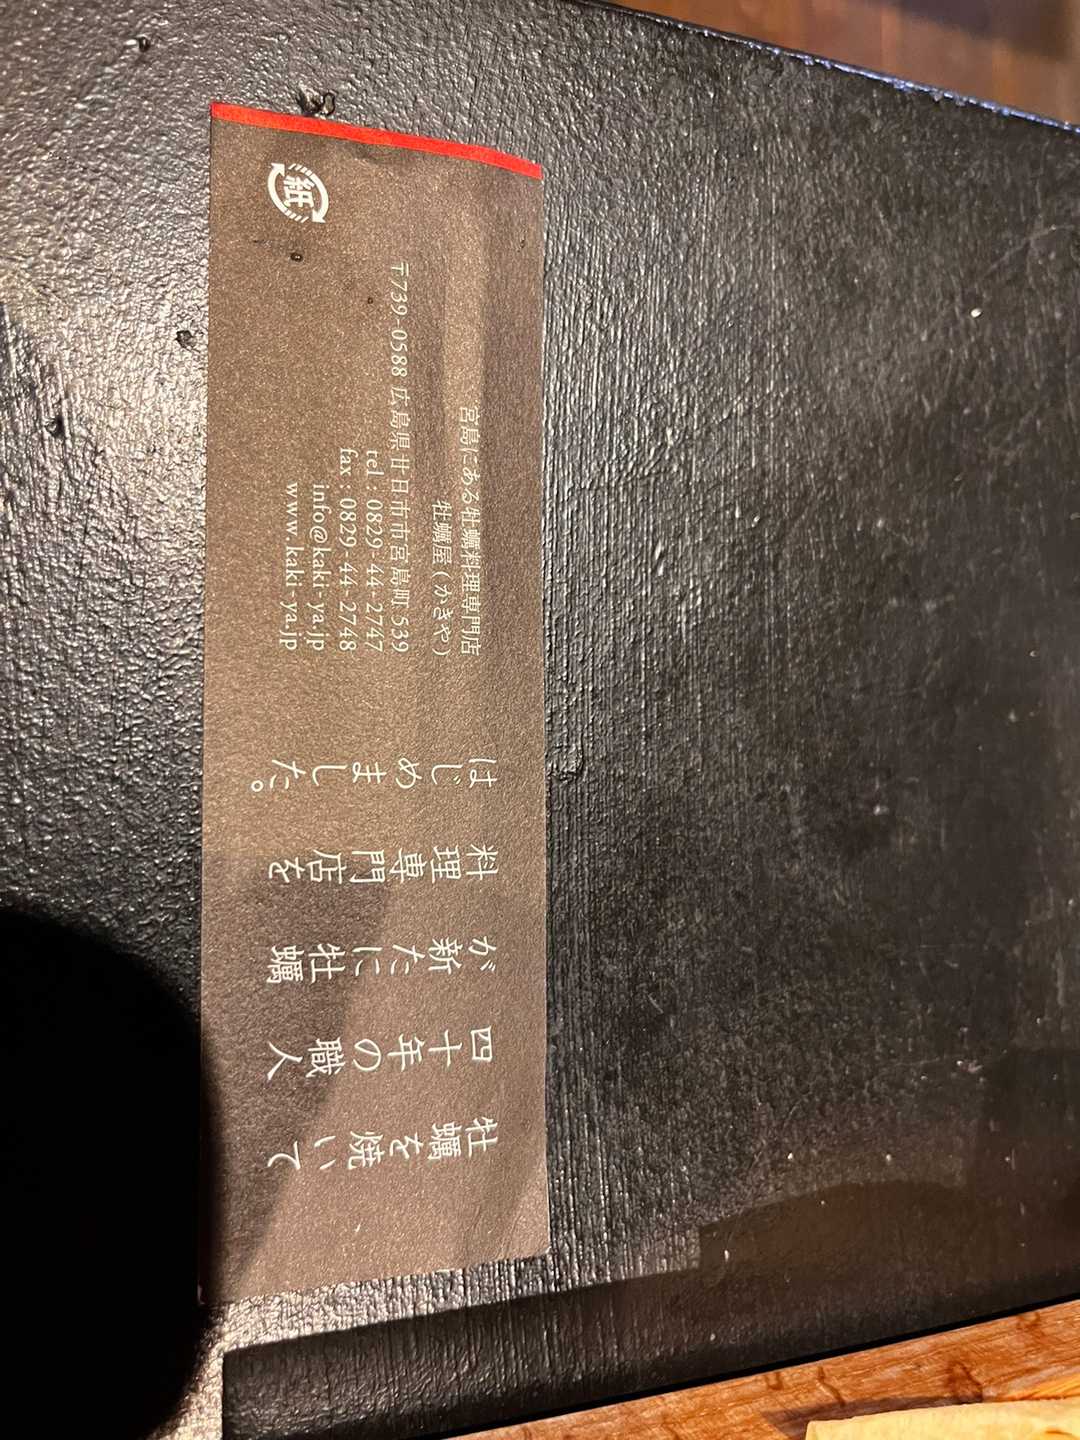 牡蠣を焼いて
四十年の職人
が新たに牡蠣
料理専門店を
はじめました。
宮島にある牡蠣料理専門店
牡蠣屋(かきや)
〒739-0588 広島県廿日市市宮島町 539
tel : 0829-44-2747
fax : 0829-44-2748
info@kaki-ya.jp
www.kaki-ya.jp
紙